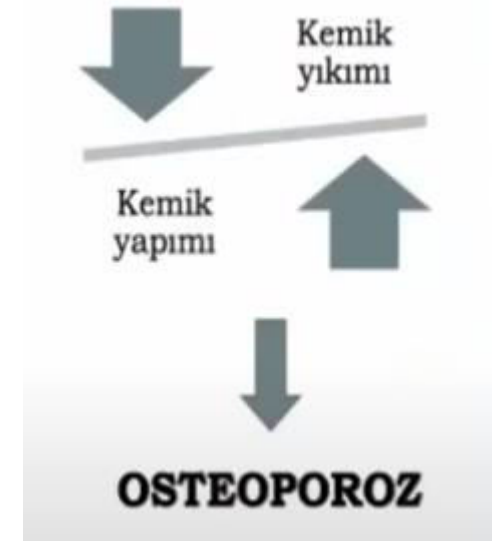 Kemik
yıkımı
Kemik
yapımı
OSTEOPOROZ